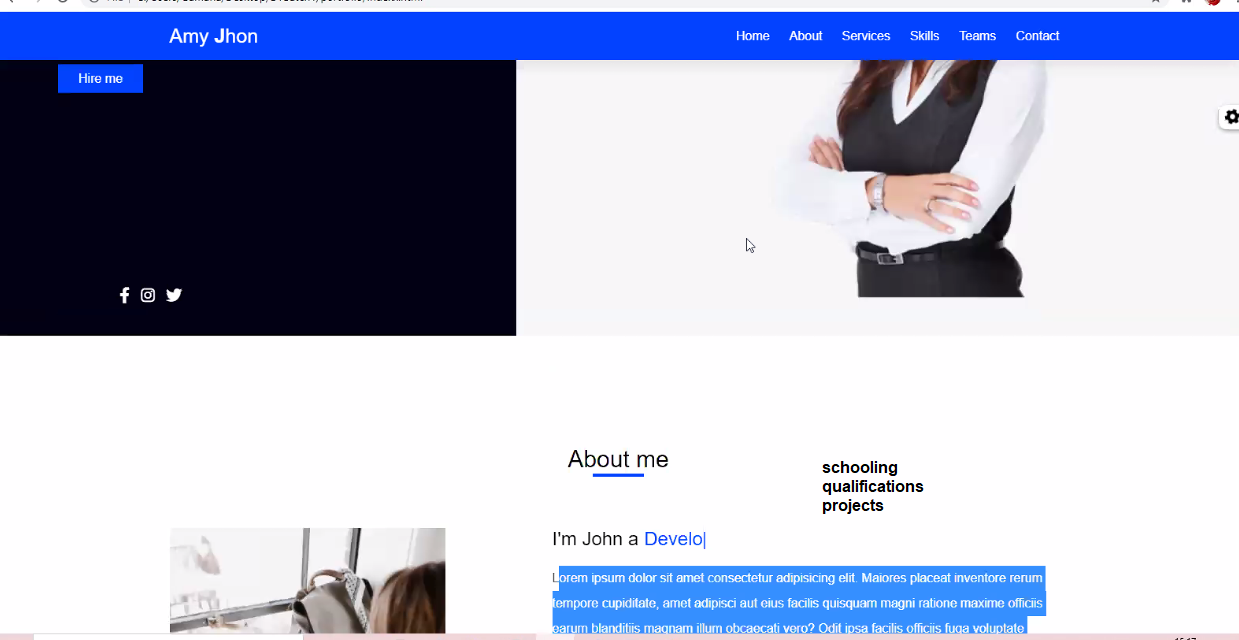 Amy Jhon
Home About Services Skills Teams Contact
Hire me
About me
schooling
qualifications
projects
I'm John a Develo|
Lorem ipsum dolor sit amet consectetur adipisicing elit. Maiores placeat inventore rerum
tempore cupiditate, amet adipisci aut eius facilis quisquam magni ratione maxime officiis
earum blanditiis magnam illum obcaecati vero? Odit ipsa facilis officiis fuga voluptate